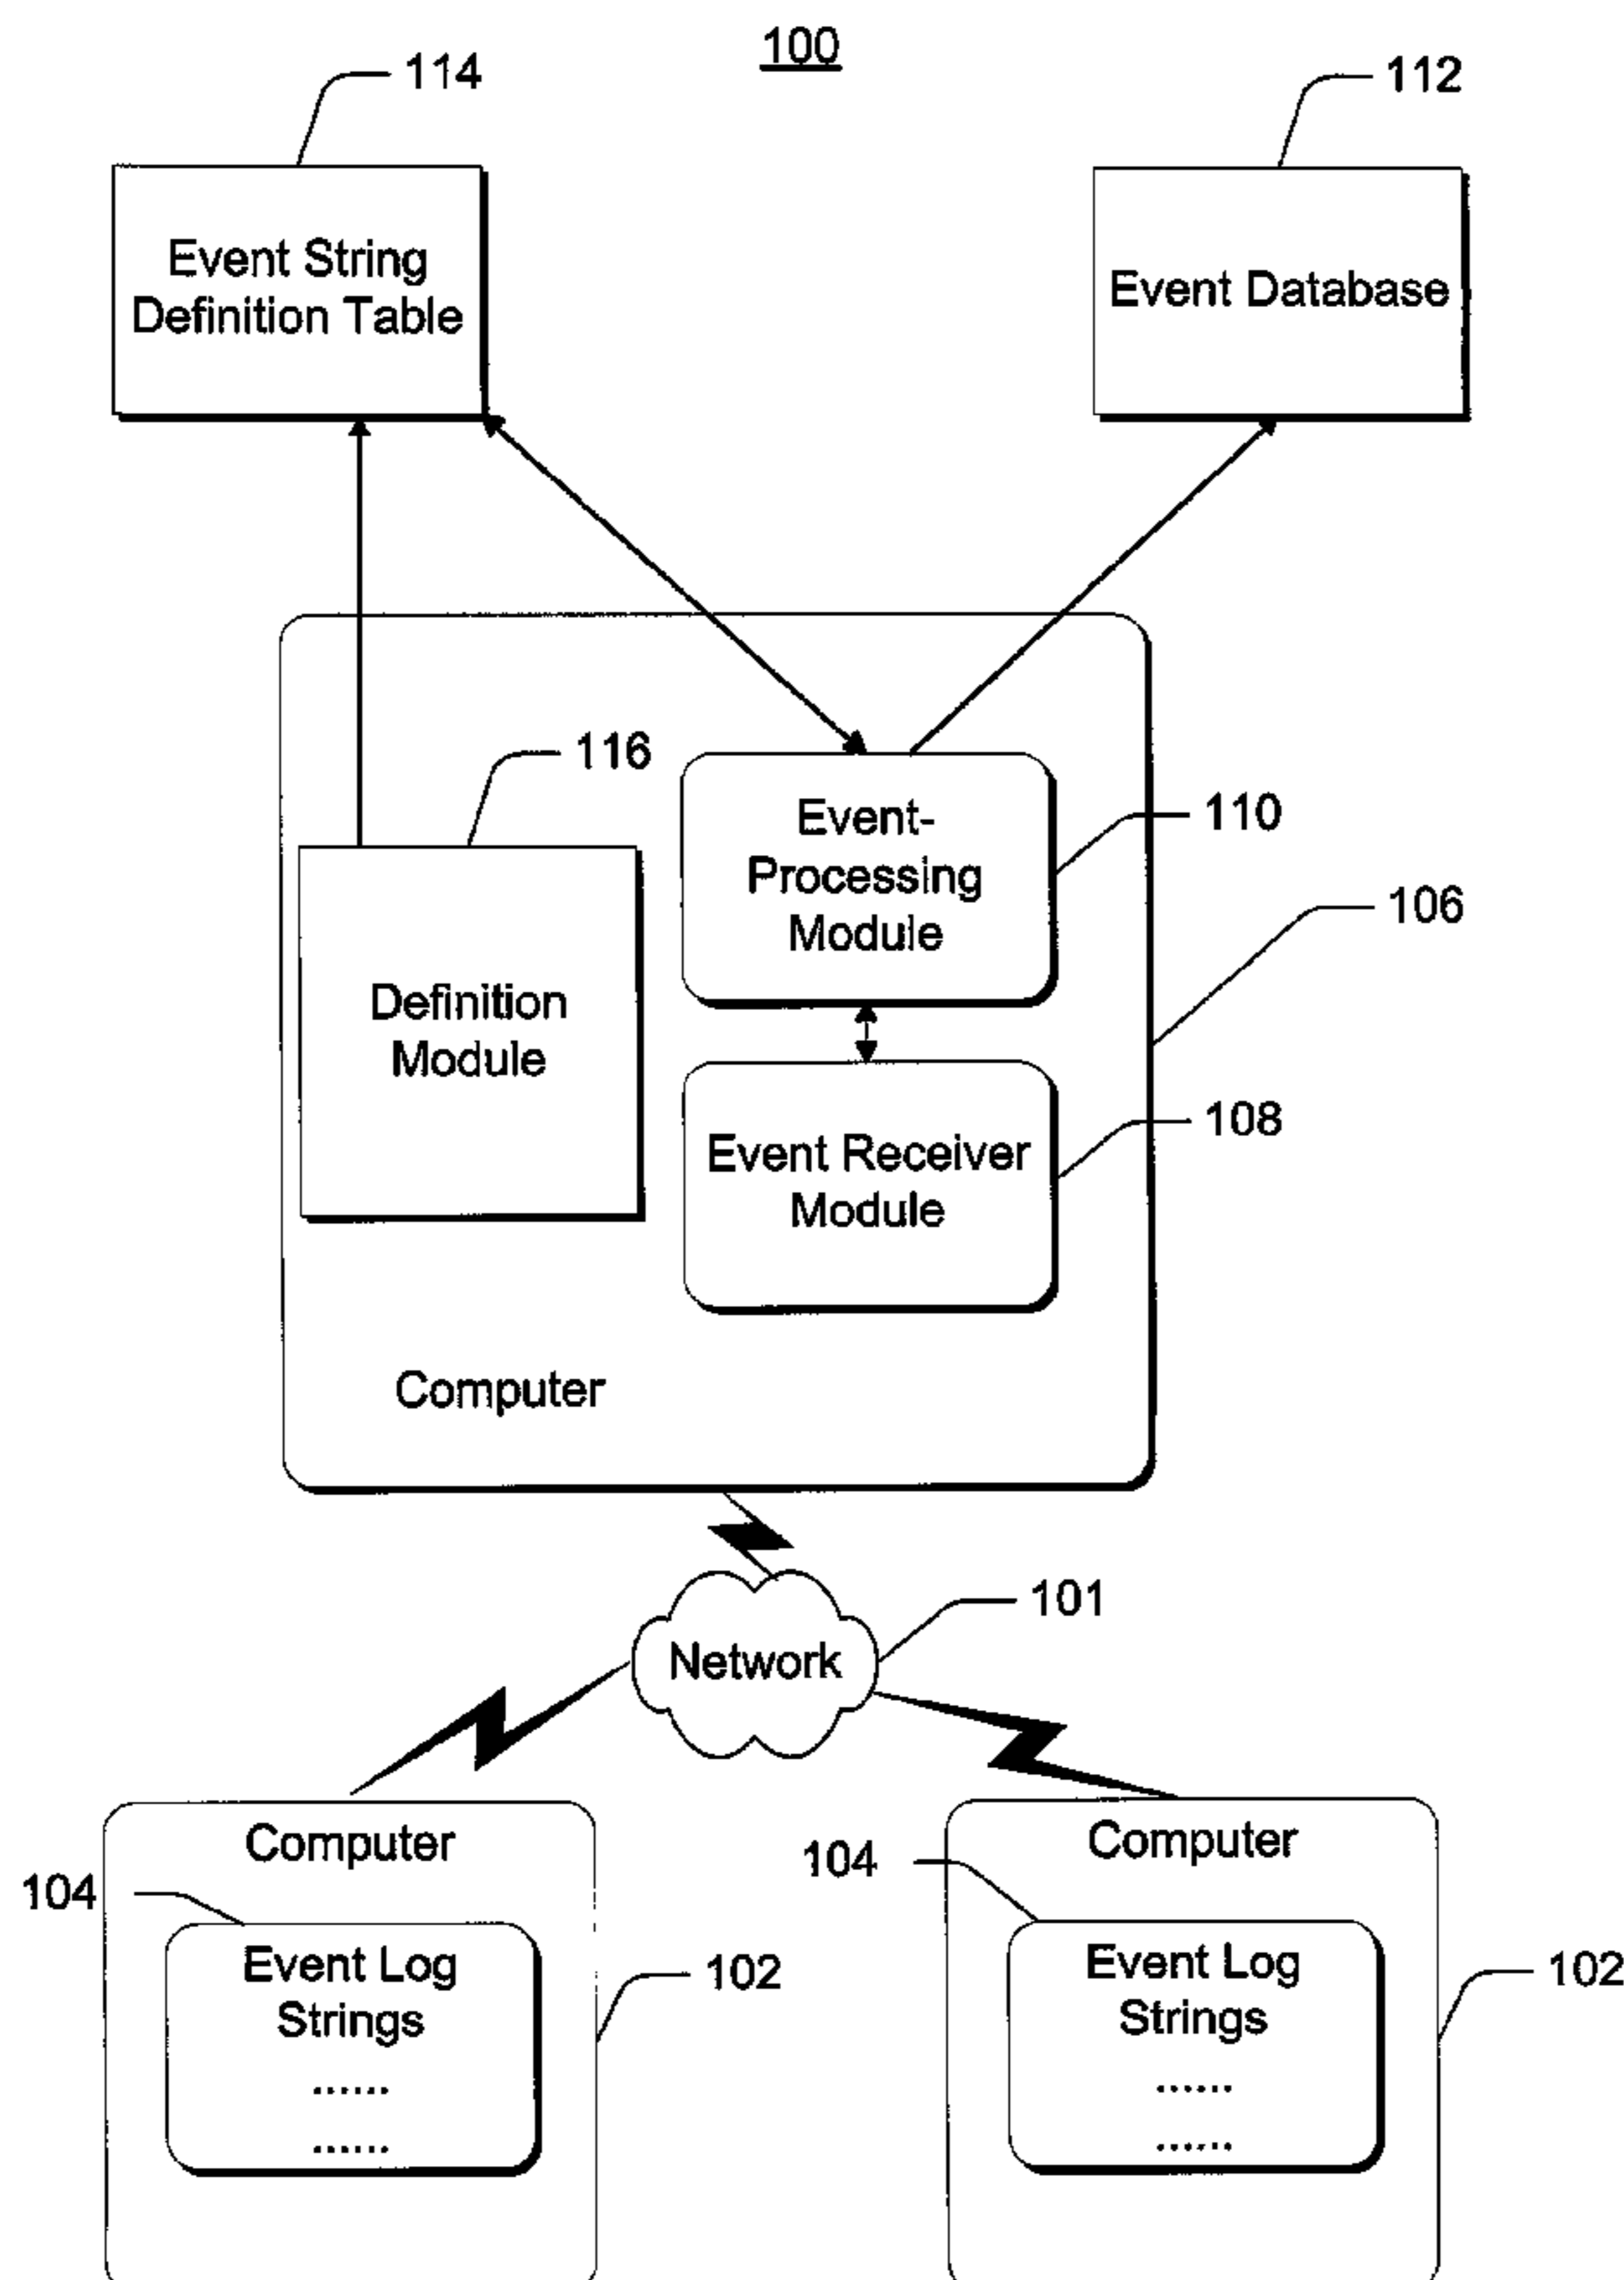 100
114
112
Event String
Definition Table
Event Database
116
Event-
Processing
Module
110
106
Definition
Module
Event Receiver
Module
108
Computer
101
Network
Computer
104
Event Log
Strings
......
......
102
Computer
104
Event Log
Strings
......
......
102